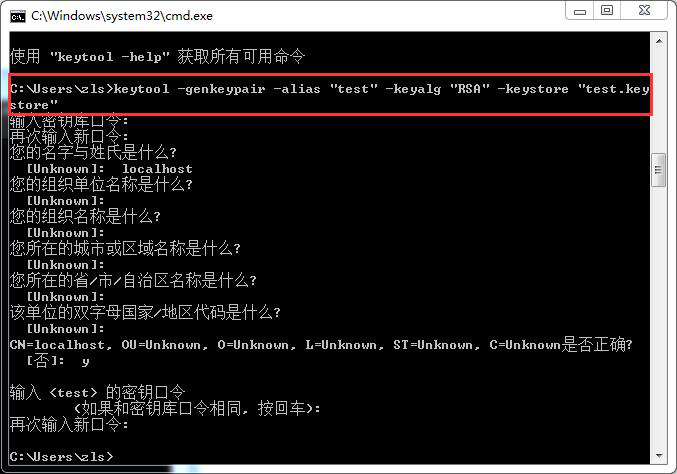 C:\Windows\system32\cmd.exe
使用 "keytool -help" 获取所有可用命令
C:\Users\zls>keytool -genkeypair -alias "test" -keyalg "RSA" -keystore "test.key
store"
输入密钥库口令:
再次输入新口令:
您的名字与姓氏是什么?
[Unknown]:  localhost
您的组织单位名称是什么?
[Unknown]:
您的组织名称是什么?
[Unknown]:
您所在的城市或区域名称是什么?
[Unknown]:
您所在的省/市/自治区名称是什么?
[Unknown]:
该单位的双字母国家/地区代码是什么?
[Unknown]:
CN=localhost, OU=Unknown, O=Unknown, L=Unknown, ST=Unknown, C=Unknown是否正确?
[否]:  y
输入 <test> 的密钥口令
(如果和密钥库口令相同, 按回车):
再次输入新口令:
C:\Users\zls>